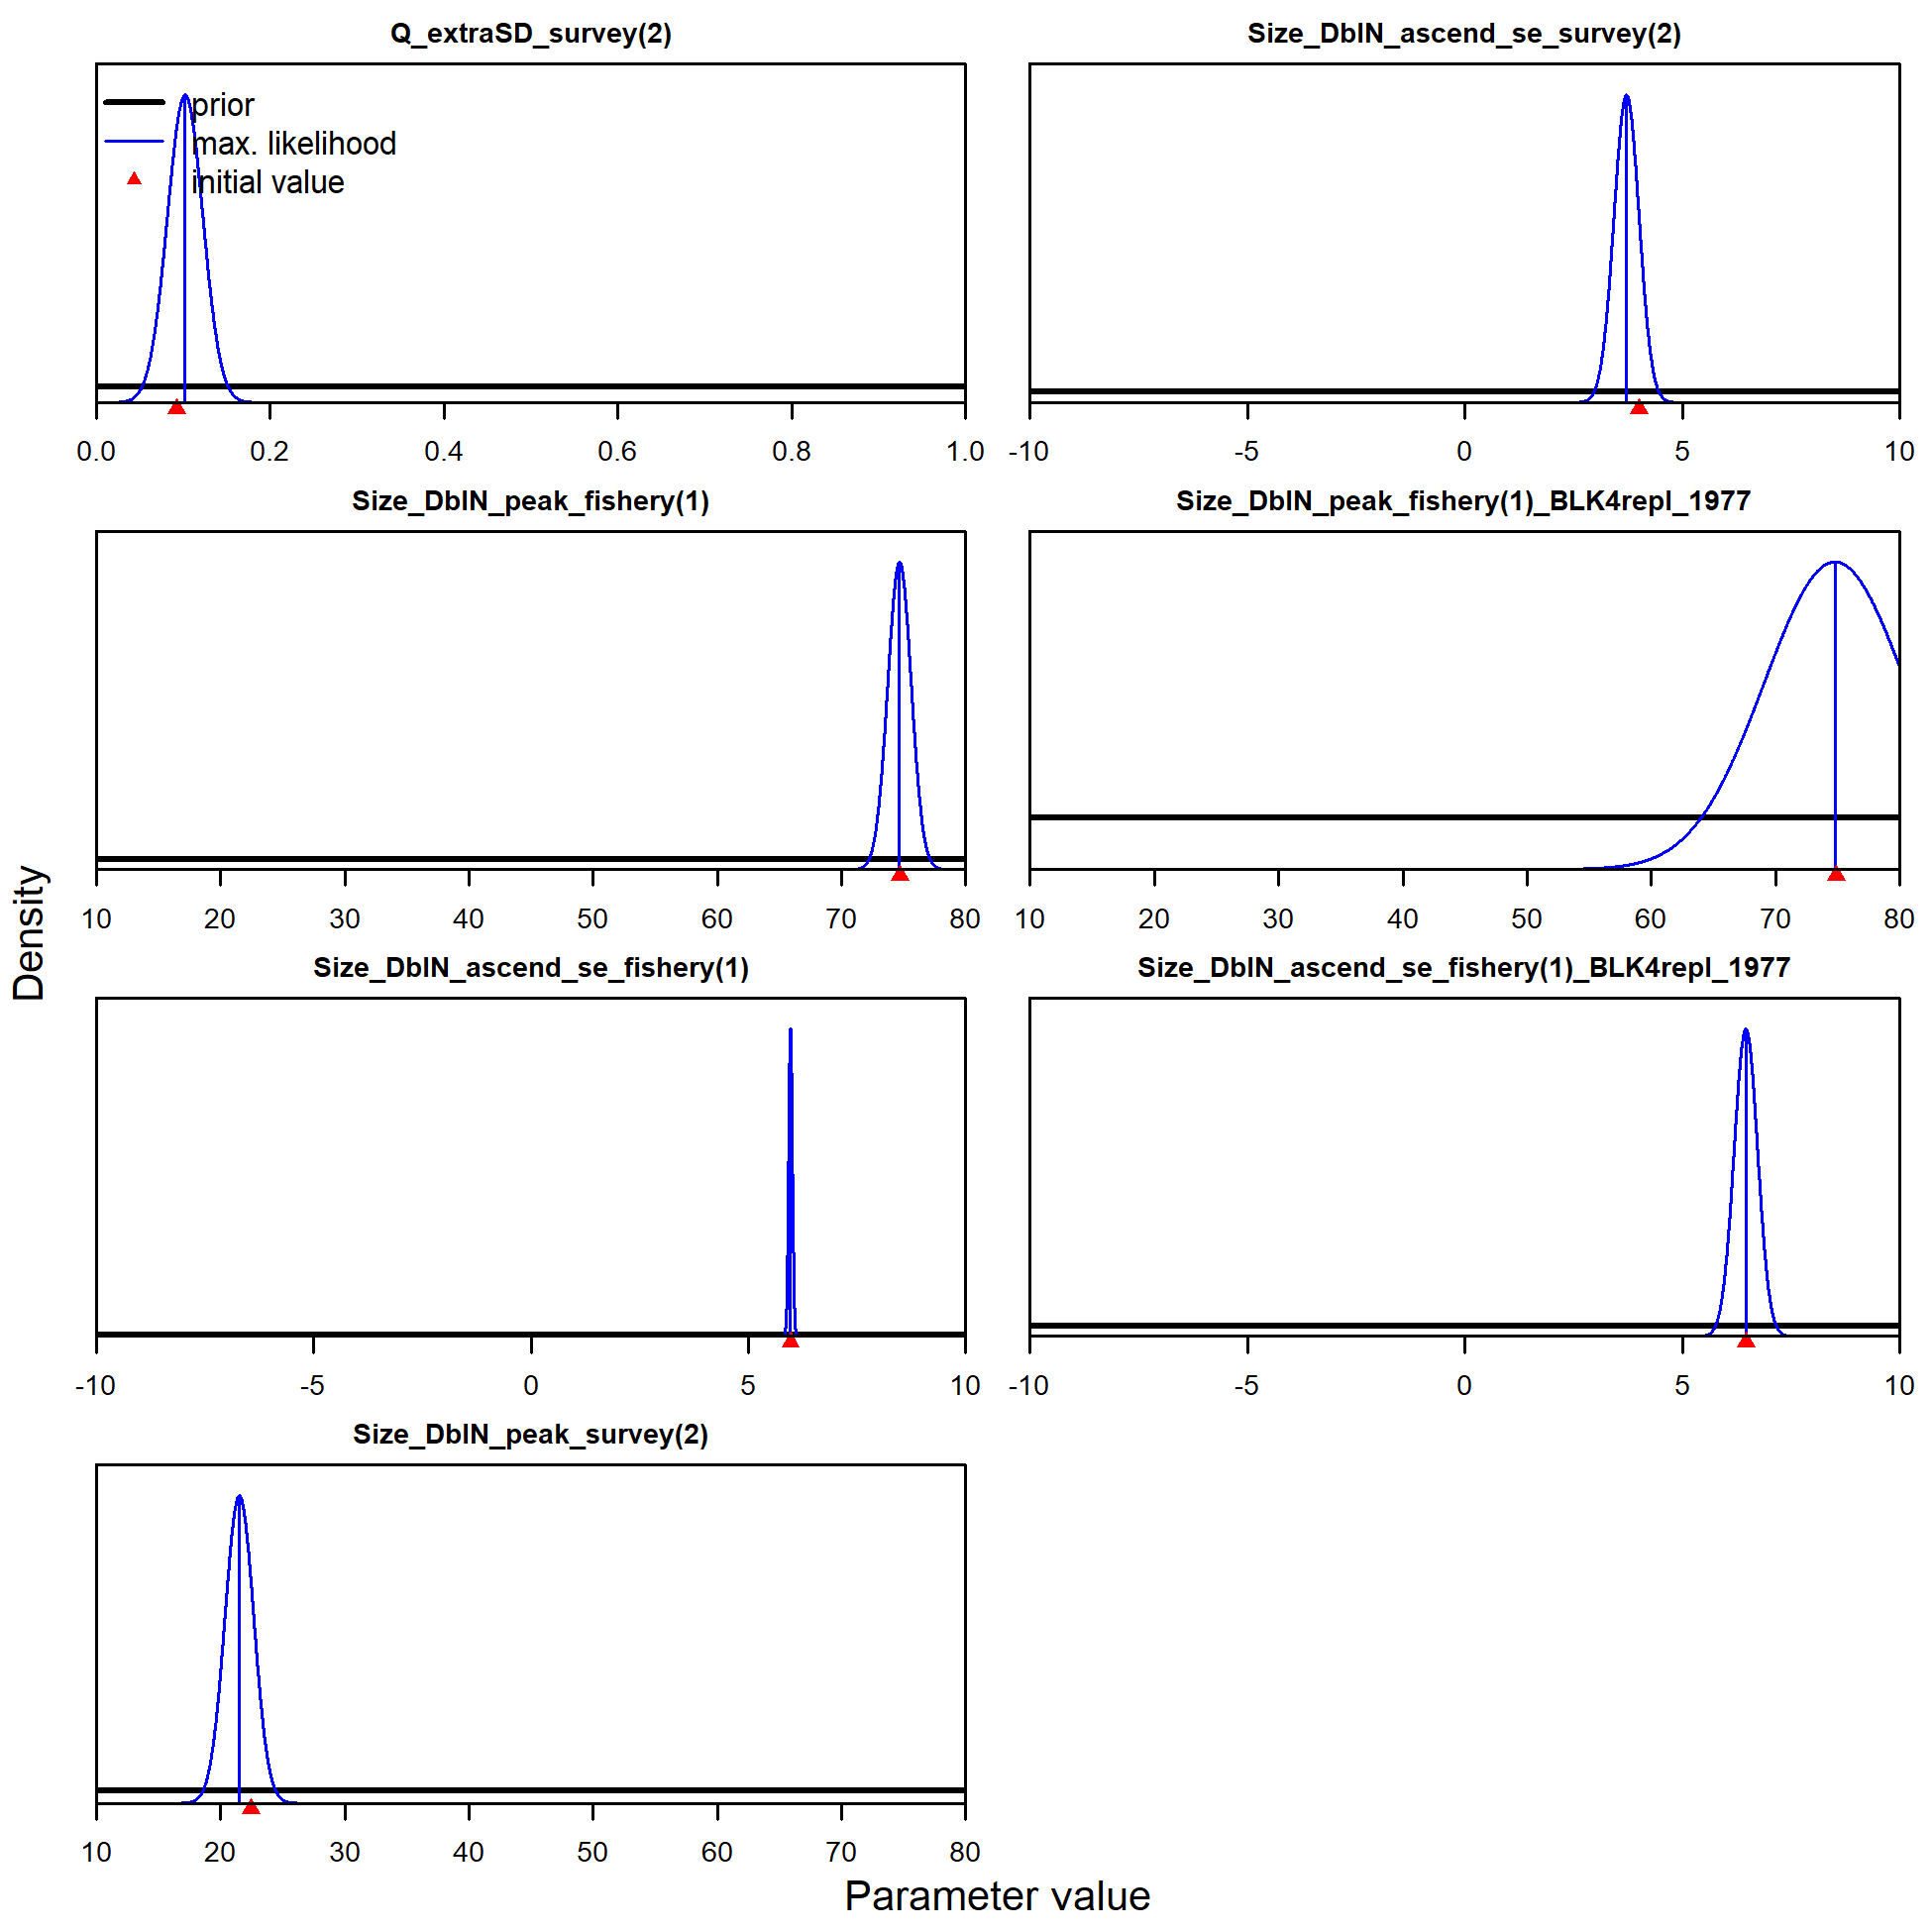 Q_extraSD_survey(2)
prior
max. likelihood
initial value
0.0 0.2 0.4 0.6 0.8 1.0
Size_DblN_ascend_se_survey(2)
-10 -5 0 5 10
Size_DblN_peak_fishery(1)
10 20 30 40 50 60 70 80
Size_DblN_peak_fishery(1)_BLK4repl_1977
10 20 30 40 50 60 70 80
Size_DblN_ascend_se_fishery(1)
-10 -5 0 5 10
Size_DblN_ascend_se_fishery(1)_BLK4repl_1977
-10 -5 0 5 10
Size_DblN_peak_survey(2)
10 20 30 40 50 60 70 80
Density
Parameter value